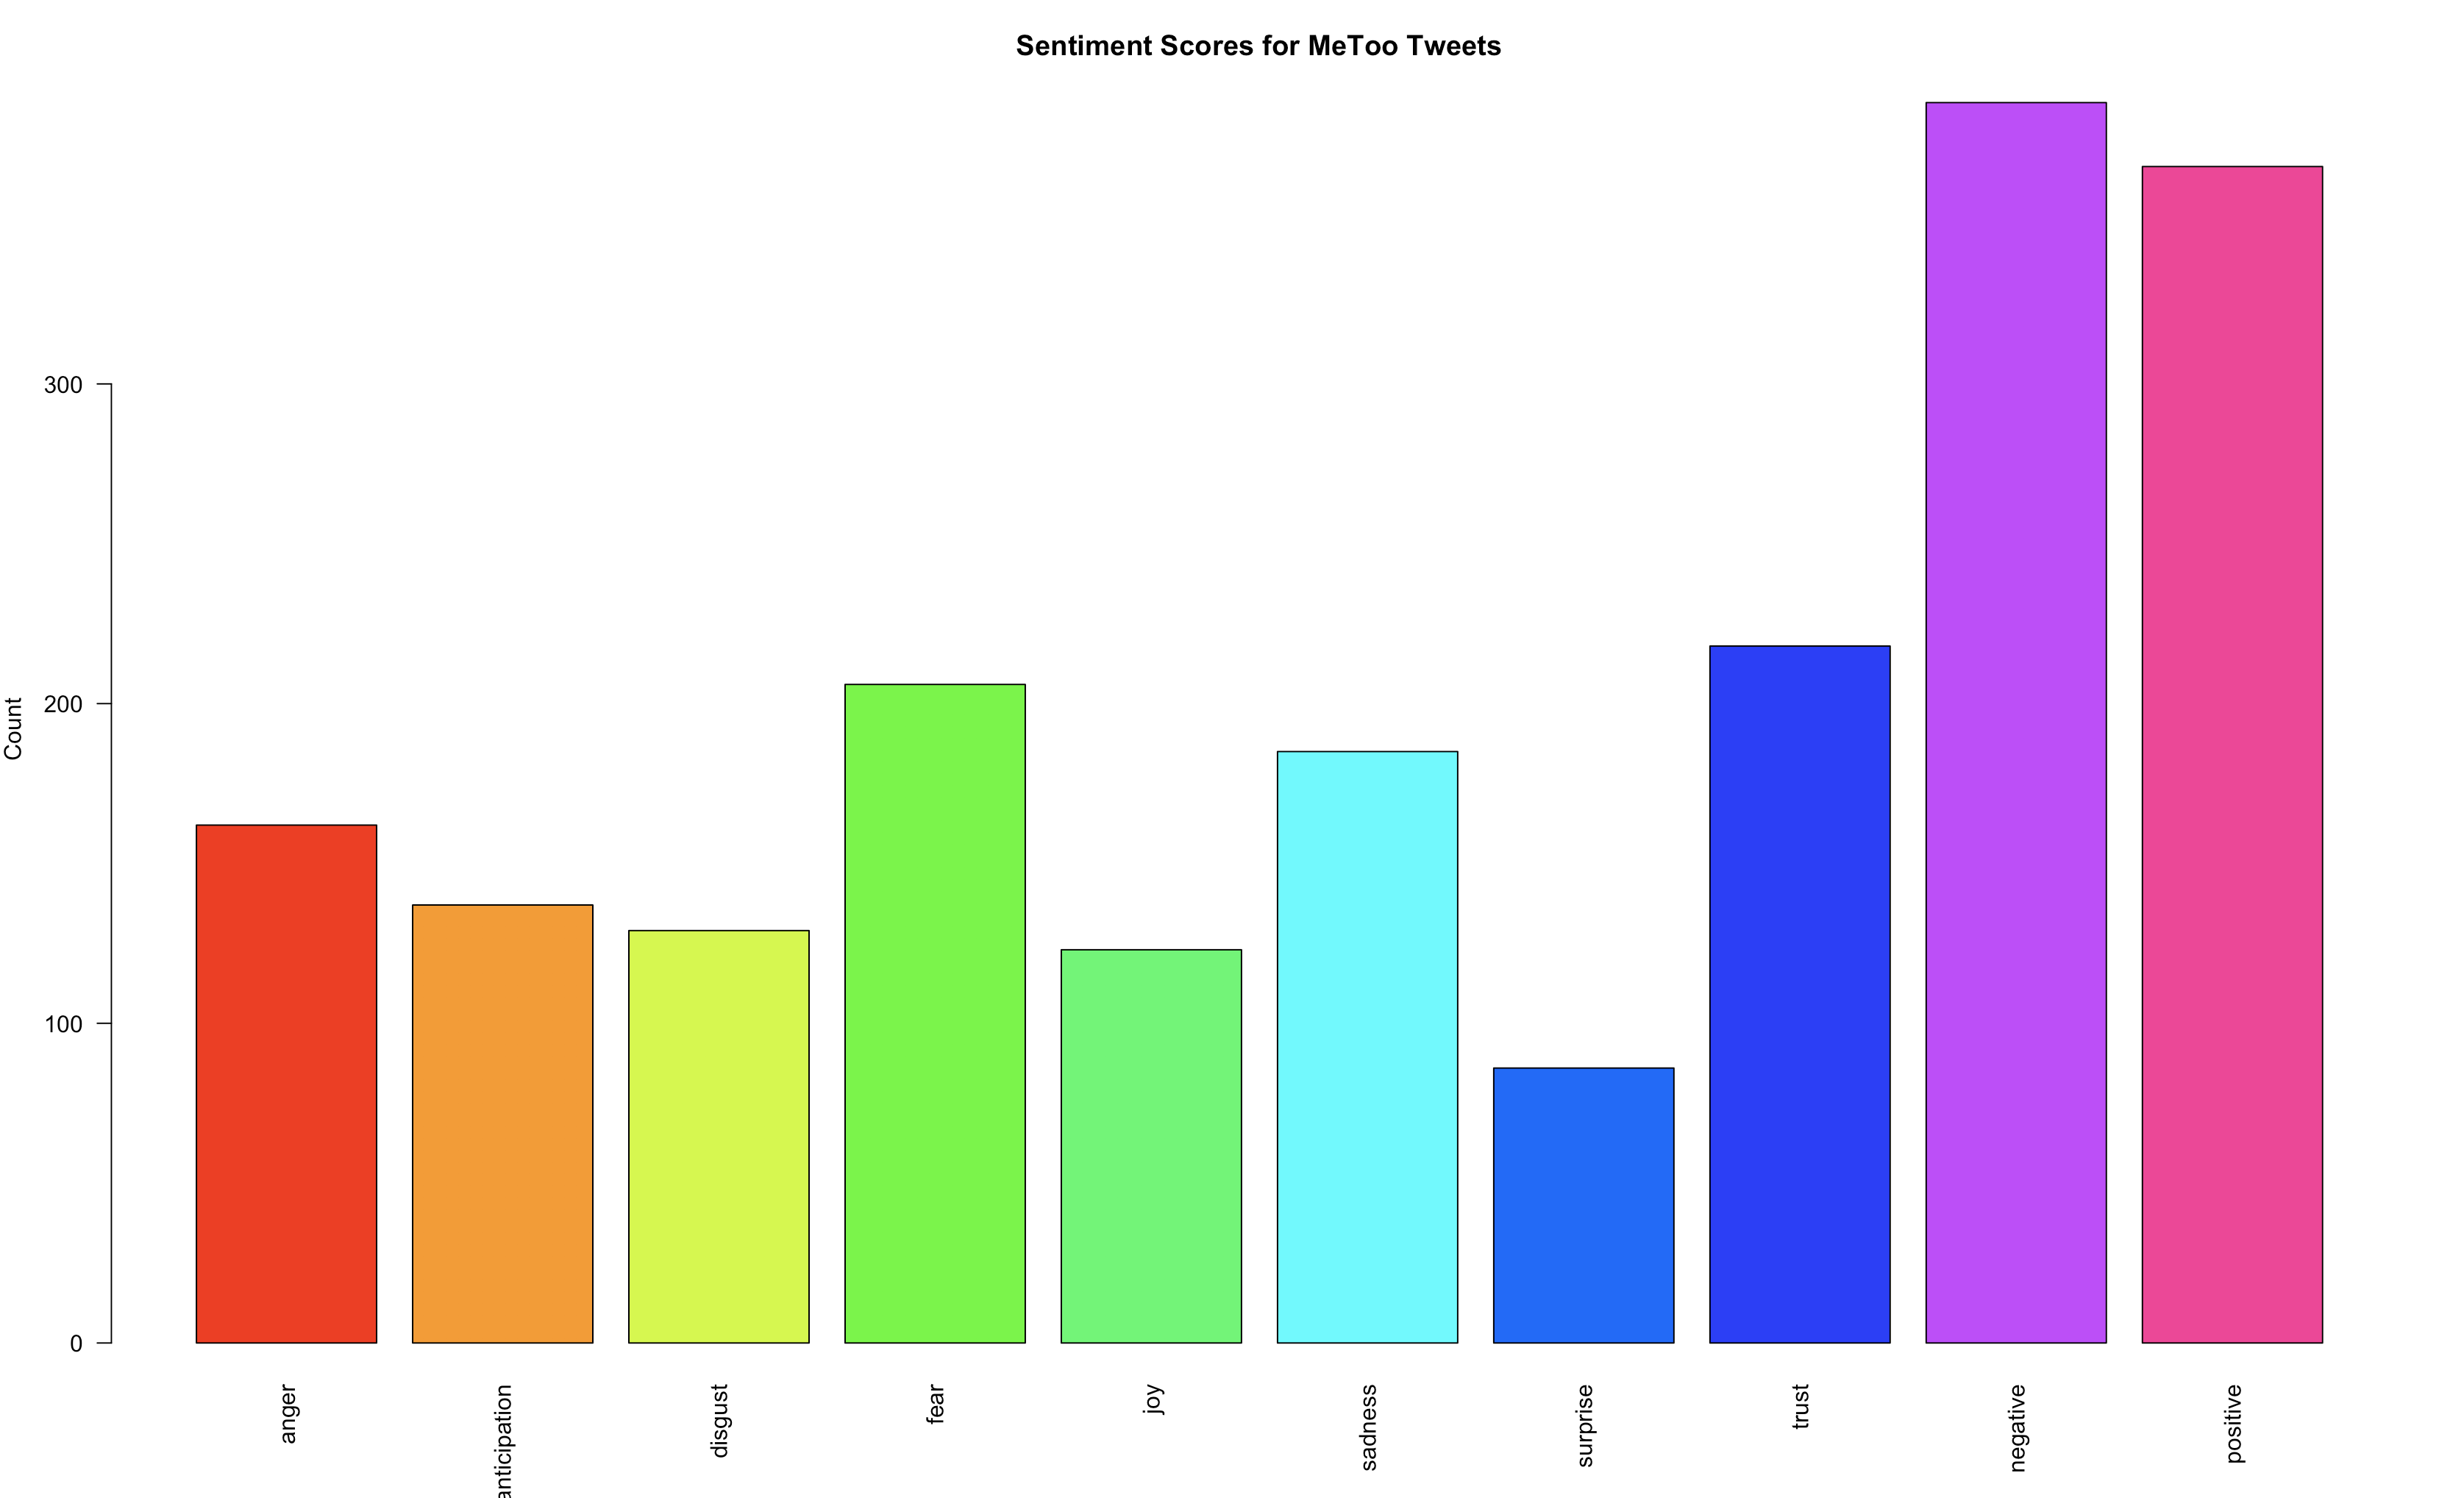 Sentiment Scores for MeToo Tweets
Count
300
200
100
0
anger
anticipation
disgust
fear
joy
sadness
surprise
trust
negative
positive